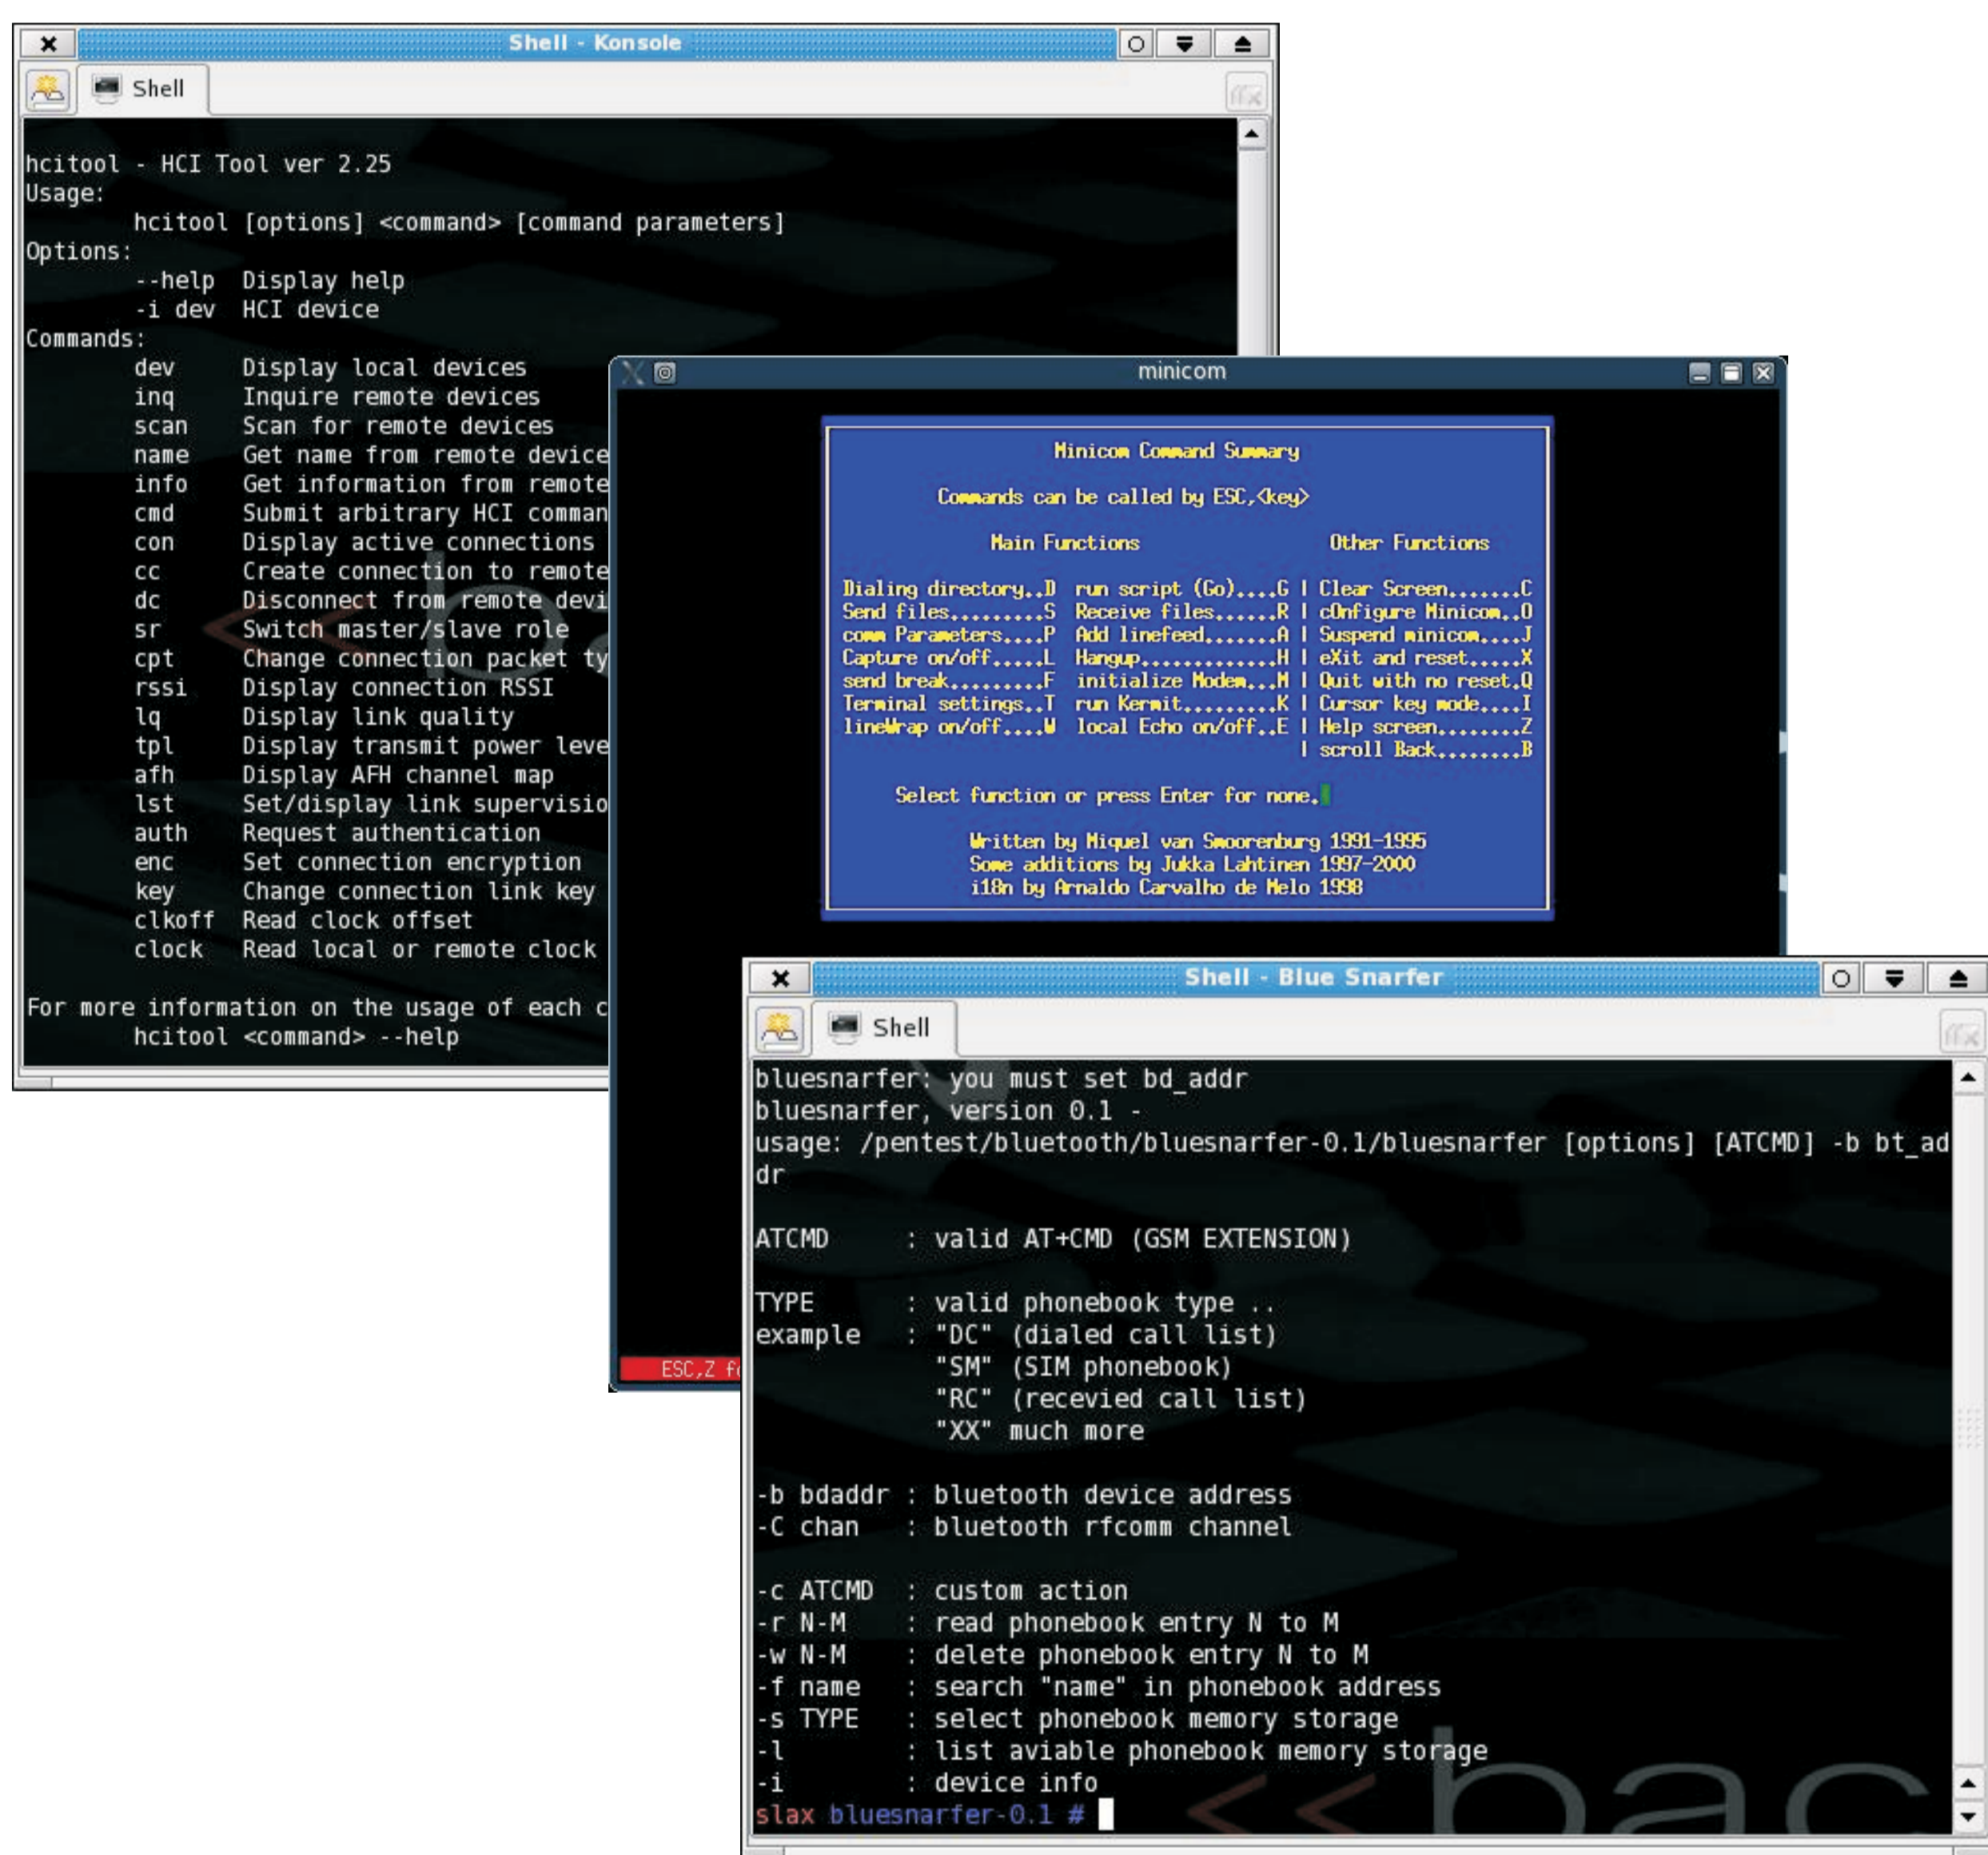 Shell - Konsole
Shell
hcitool - HCI Tool ver 2.25
Usage:
hcitool [options] <command> [command parameters]
Options:
--help Display help
-i dev HCI device
Commands:
dev Display local devices
inq Inquire remote devices
scan Scan for remote devices
name Get name from remote device
info Get information from remote
cmd Submit arbitrary HCI comman
con Display active connections
cc Create connection to remote
dc Disconnect from remote devi
sr Switch master/slave role
cpt Change connection packet ty
rssi Display connection RSSI
lq Display link quality
tpl Display transmit power leve
afh Display AFH channel map
lst Set/display link supervisio
auth Request authentication
enc Set connection encryption
key Change connection link key
clkoff Read clock offset
clock Read local or remote clock
For more information on the usage of each c
hcitool <command> --help
minicom
Minicom Command Summary
Commands can be called by ESC,<key>
Main Functions Other Functions
Dialing directory..D run script (Go)....G | Clear Screen.......C
Send files.........S Receive files......R | cOnfigure Minicom..O
comm Parameters....P Add linefeed.......A | Suspend minicom....J
Capture on/off.....L Hangup.............H | eXit and reset.....X
send break.........F initialize Modem...M | Quit with no reset.Q
Terminal settings..T run Kermit.........K | Cursor key mode....I
lineWrap on/off....W local Echo on/off..E | Help screen........Z
| scroll Back........B
Select function or press Enter for none.
Written by Miquel van Smoorenburg 1991-1995
Some additions by Jukka Lahtinen 1997-2000
i18n by Arnaldo Carvalho de Melo 1998
ESC,Z f
Shell - Blue Snarfer
Shell
bluesnarfer: you must set bd_addr
bluesnarfer, version 0.1 -
usage: /pentest/bluetooth/bluesnarfer-0.1/bluesnarfer [options] [ATCMD] -b bt_ad
dr
ATCMD : valid AT+CMD (GSM EXTENSION)
TYPE : valid phonebook type ..
example : "DC" (dialed call list)
"SM" (SIM phonebook)
"RC" (recevied call list)
"XX" much more
-b bdaddr : bluetooth device address
-C chan : bluetooth rfcomm channel
-c ATCMD : custom action
-r N-M : read phonebook entry N to M
-w N-M : delete phonebook entry N to M
-f name : search "name" in phonebook address
-s TYPE : select phonebook memory storage
-l : list aviable phonebook memory storage
-i : device info
slax bluesnarfer-0.1 #
<<bac